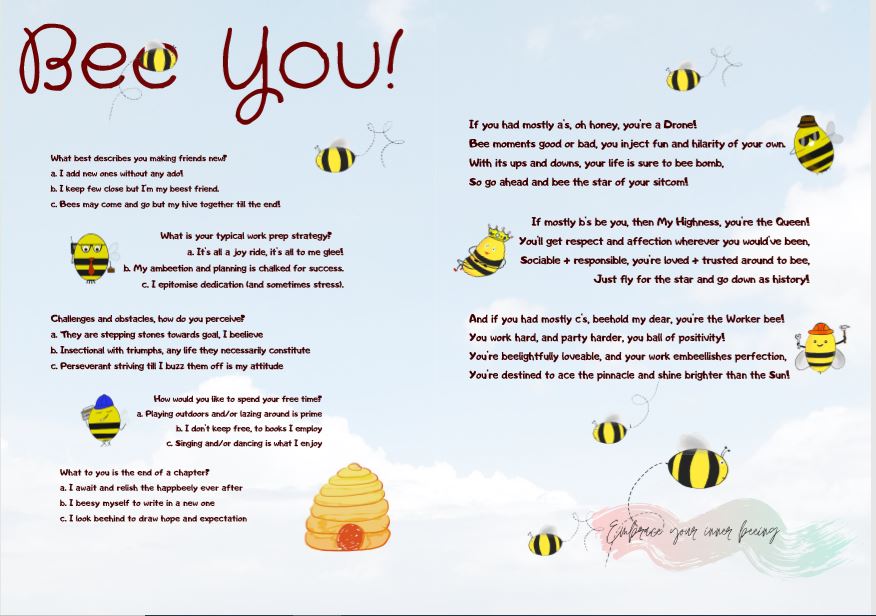 Bee You!
What best describes you making friends new?
a. I add new ones without any ado!
b. I keep few close but I'm my beest friend.
c. Bees may come and go but my hive together till the end!
What is your typical work prep strategy?
a. It's all a joy ride, it's all to me glee!
b. My ambeetion and planning is chalked for success.
c. I epitomise dedication (and sometimes stress).
Challenges and obstacles, how do you perceive?
a. They are stepping stones towards goal, I beelieve
b. Insectional with triumphs, any life they necessarily constitute
c. Perseverant striving till I buzz them off is my attitude
How would you like to spend your free time?
a. Playing outdoors and/or lazing around is prime
b. I don't keep free, to books I employ
c. Singing and/or dancing is what I enjoy
What to you is the end of a chapter?
a. I await and relish the happbeely ever after
b. I beesy myself to write in a new one
c. I look beehind to draw hope and expectation
If you had mostly a's, oh honey, you're a Drone!
Bee moments good or bad, you inject fun and hilarity of your own.
With its ups and downs, your life is sure to bee bomb,
So go ahead and bee the star of your sitcom!
If mostly b's be you, then My Highness, you're the Queen!
You'll get respect and affection wherever you would've been,
Sociable + responsible, you're loved + trusted around to bee,
Just fly for the star and go down as history!
And if you had mostly c's, beehold my dear, you're the Worker bee!
You work hard, and party harder, you ball of positivity!
You're beelightfully loveable, and your work embeellishes perfection,
You're destined to ace the pinnacle and shine brighter than the Sun!
Embrace your inner beeing